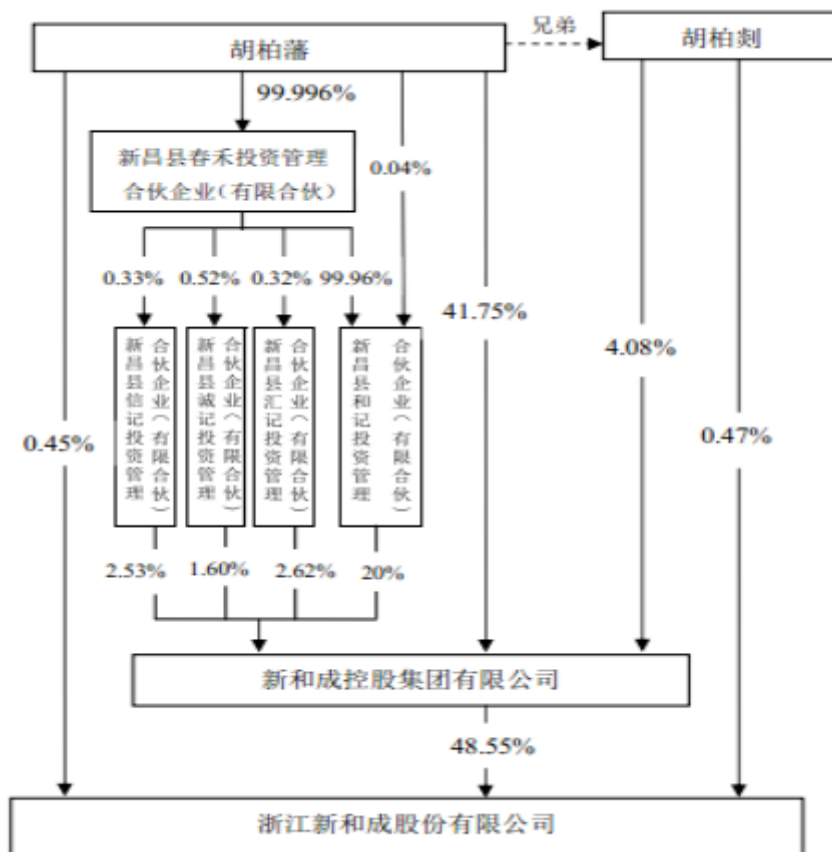 兄弟
胡柏藩
胡柏剡
99.996%
新昌县春禾投资管理
合伙企业（有限合伙）
0.04%
0.33%
0.52%
0.32%
99.96%
41.75%
4.08%
新昌县信记投资管理
合伙企业（有限合伙）
新昌县诚记投资管理
合伙企业（有限合伙）
新昌县汇记投资管理
合伙企业（有限合伙）
新昌县和记投资管理
合伙企业（有限合伙）
0.45%
0.47%
2.53%
1.60%
2.62%
20%
新和成控股集团有限公司
48.55%
浙江新和成股份有限公司